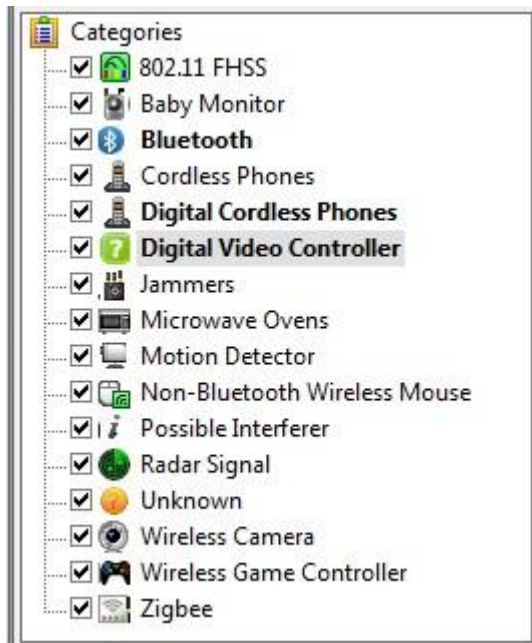 Categories
802.11 FHSS
Baby Monitor
Bluetooth
Cordless Phones
Digital Cordless Phones
Digital Video Controller
Jammers
Microwave Ovens
Motion Detector
Non-Bluetooth Wireless Mouse
Possible Interferer
Radar Signal
Unknown
Wireless Camera
Wireless Game Controller
Zigbee